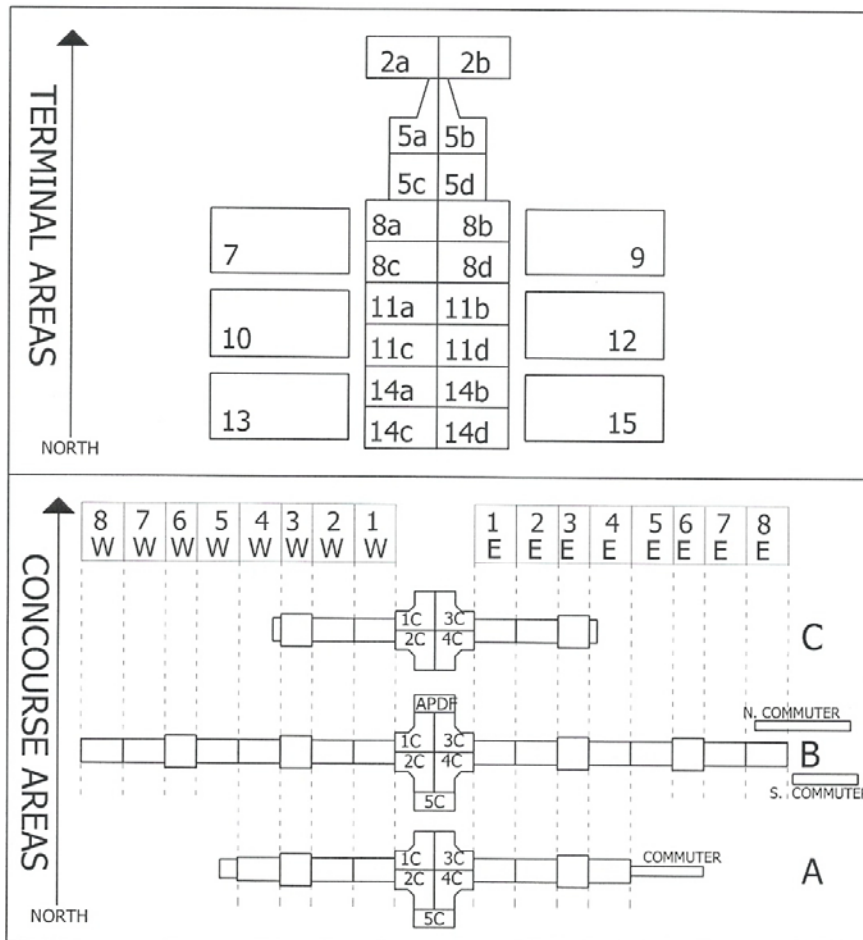 TERMINAL AREAS
NORTH
2a 2b
5a 5b
5c 5d
8a 8b
7 9
8c 8d
11a 11b
10 12
11c 11d
14a 14b
13 15
14c 14d
CONCOURSE AREAS
NORTH
8 7 6 5 4 3 2 1 1 2 3 4 5 6 7 8
W W W W W W W W E E E E E E E E
1C 3C
2C 4C
C
APDF
N. COMMUTER
1C 3C
2C 4C
B
5C
S. COMMUTER
1C 3C
COMMUTER
2C 4C
A
5C